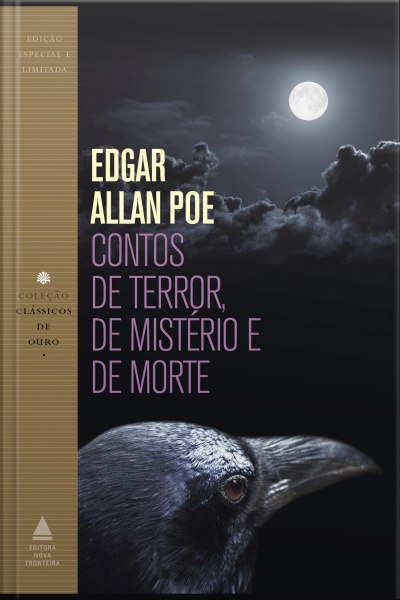 EDIÇÃO
ESPECIAL E
LIMITADA
EDGAR
ALLAN POE
CONTOS
DE TERROR,
DE MISTÉRIO E
DE MORTE
COLEÇÃO
CLÁSSICOS
DE
OURO
EDITORA
NOVA
FRONTEIRA